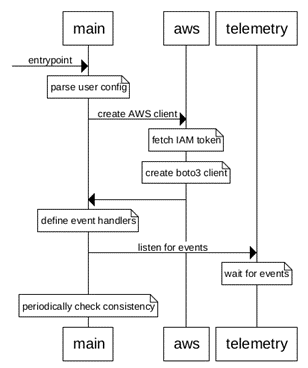 main
aws
telemetry
entrypoint
parse user config
create AWS client
fetch IAM token
create boto3 client
define event handlers
listen for events
wait for events
periodically check consistency
main
aws
telemetry